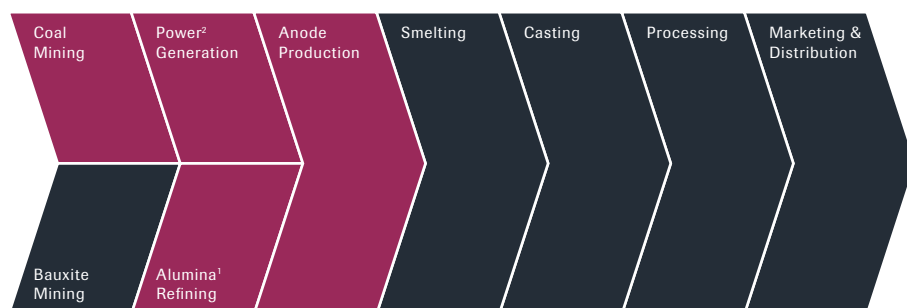 Coal
Mining
Power²
Generation
Anode
Production
Smelting
Casting
Processing
Marketing &
Distribution
Bauxite
Mining
Alumina¹
Refining